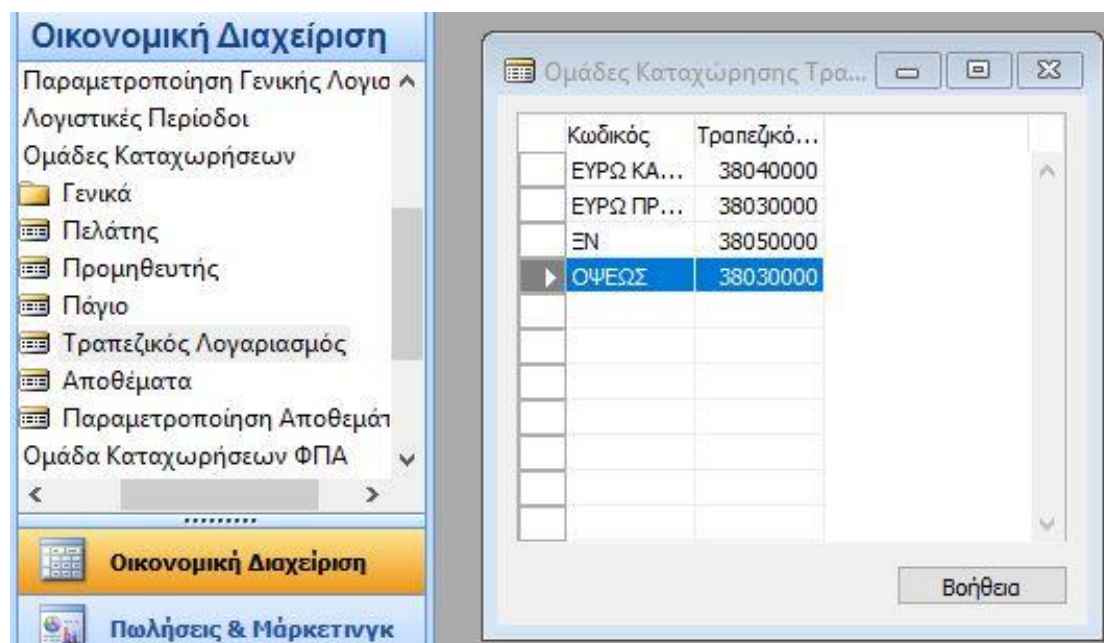 Οικονομική Διαχείριση
Παραμετροποίηση Γενικής Λογισ
Λογιστικές Περίοδοι
Ομάδες Καταχωρήσεων
Γενικά
Πελάτης
Προμηθευτής
Πάγιο
Τραπεζικός Λογαριασμός
Αποθέματα
Παραμετροποίηση Αποθεμάτ
Ομάδα Καταχωρήσεων ΦΠΑ
Οικονομική Διαχείριση
Πωλήσεις & Μάρκετινγκ
Ομάδες Καταχώρησης Τρα...
Κωδικός Τραπεζικό...
ΕΥΡΩ ΚΑ... 38040000
ΕΥΡΩ ΠΡ... 38030000
ΞΝ 38050000
ΟΨΕΩΣ 38030000
Βοήθεια